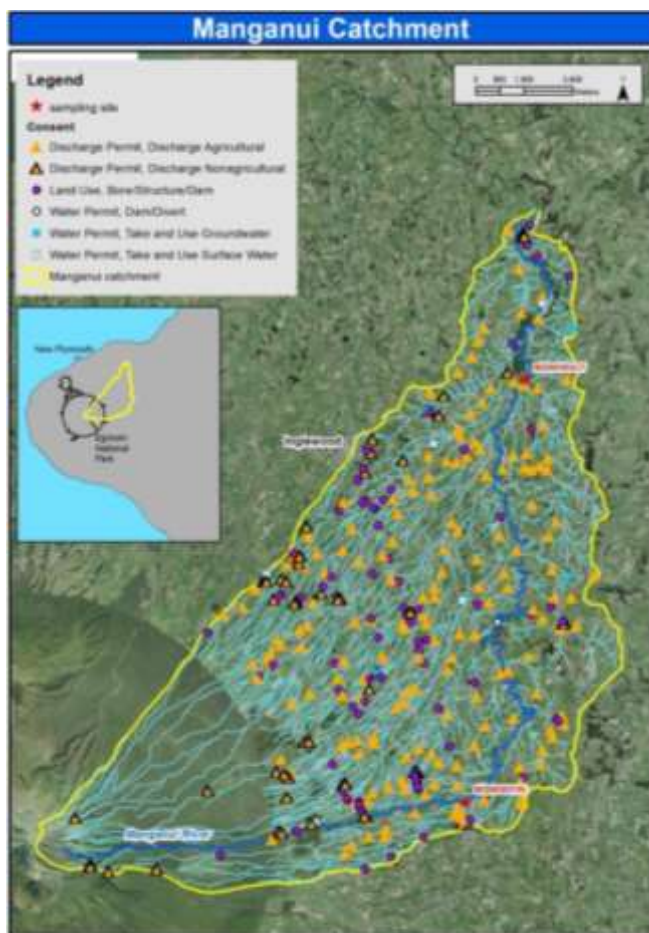 Manganui Catchment
Legend
sampling site
Consent
Discharge Permit, Discharge Agricultural
Discharge Permit, Discharge Nonagricultural
Land Use, Bore/Structure/Dam
Water Permit, Dam/Divert
Water Permit, Take and Use Groundwater
Water Permit, Take and Use Surface Water
Manganui catchment
New Plymouth
National
Park
Inglewood
Manganui River